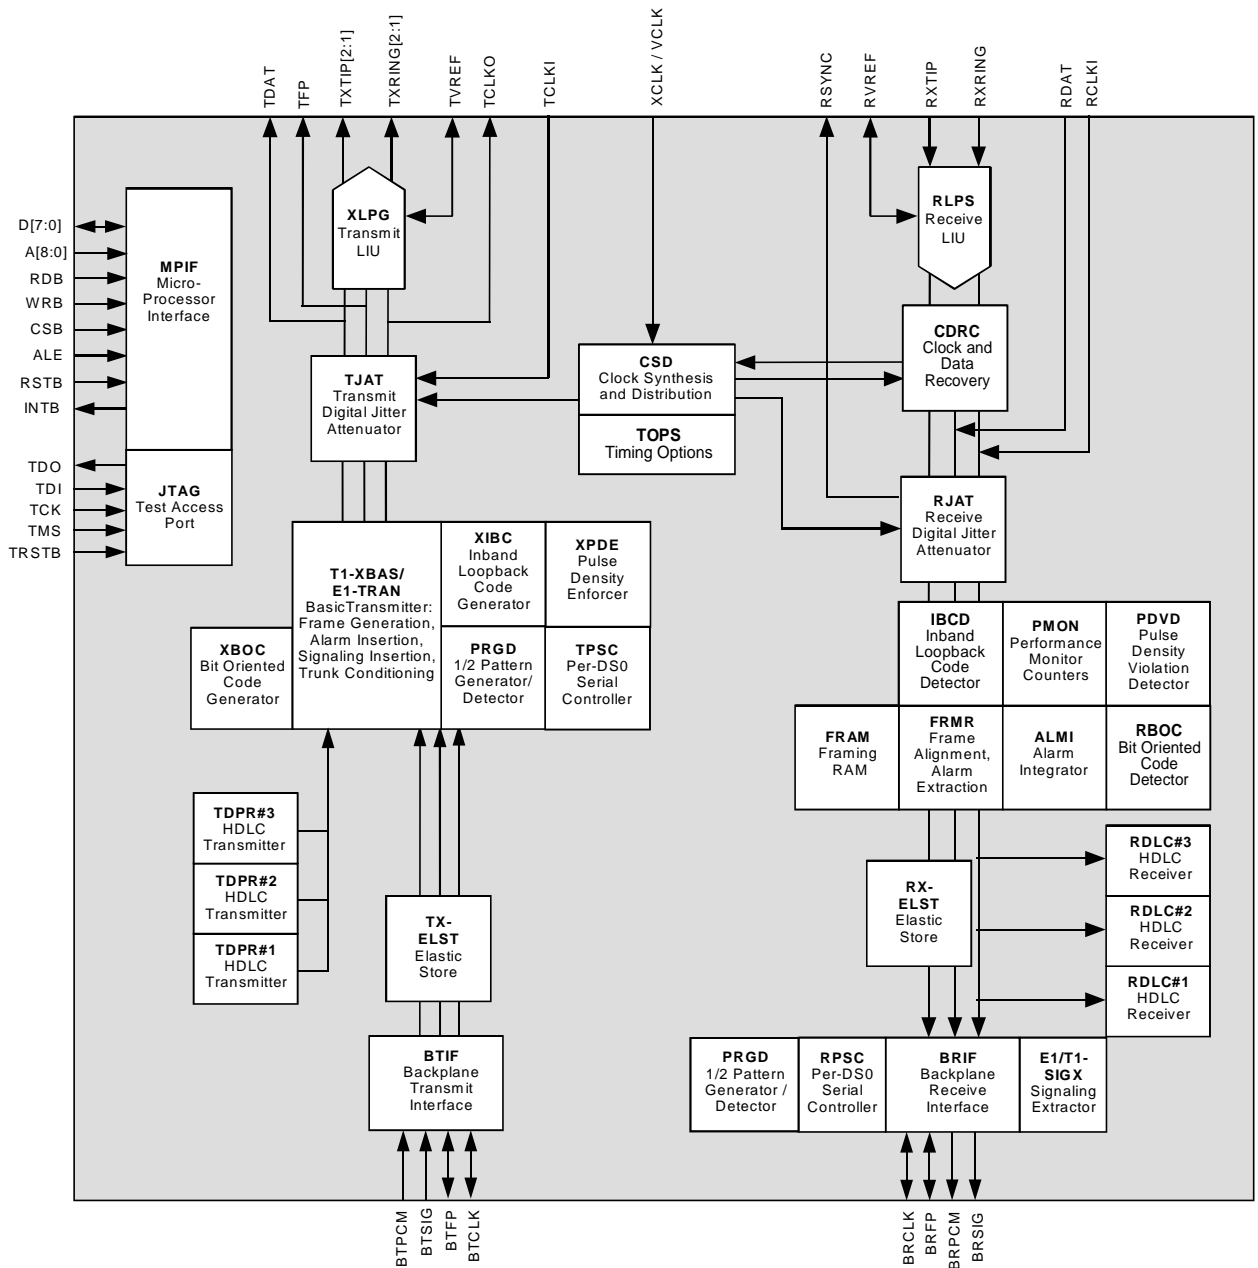 TDAT
TFP
TXTIP[2:1]
TXRING[2:1]
TVREF
TCLKO
TCLKI
XCLK / VCLK
RSYNC
RVREF
RXTIP
RXRING
RDAT
RCLKI
D[7:0]
A[8:0]
RDB
WRB
CSB
ALE
RSTB
INTB
TDO
TDI
TCK
TMS
TRSTB
MPIF
Micro-
Processor
Interface
JTAG
Test Access
Port
XLPG
Transmit
LIU
TJAT
Transmit
Digital Jitter
Attenuator
CSD
Clock Synthesis
and Distribution
TOPS
Timing Options
RLPS
Receive
LIU
CDRC
Clock and
Data
Recovery
RJAT
Receive
Digital Jitter
Attenuator
XBOC
Bit Oriented
Code
Generator
T1-XBAS/
E1-TRAN
BasicTransmitter:
Frame Generation,
Alarm Insertion,
Signaling Insertion,
Trunk Conditioning
XIBC
Inband
Loopback
Code
Generator
XPDE
Pulse
Density
Enforcer
PRGD
1/2 Pattern
Generator/
Detector
TPSC
Per-DS0
Serial
Controller
IBCD
Inband
Loopback
Code
Detector
PMON
Performance
Monitor
Counters
PDVD
Pulse
Density
Violation
Detector
FRAM
Framing
RAM
FRMR
Frame
Alignment,
Alarm
Extraction
ALMI
Alarm
Integrator
RBOC
Bit Oriented
Code
Detector
TDPR#3
HDLC
Transmitter
TDPR#2
HDLC
Transmitter
TDPR#1
HDLC
Transmitter
TX-
ELST
Elastic
Store
RX-
ELST
Elastic
Store
RDLC#3
HDLC
Receiver
RDLC#2
HDLC
Receiver
RDLC#1
HDLC
Receiver
BTIF
Backplane
Transmit
Interface
PRGD
1/2 Pattern
Generator /
Detector
RPSC
Per-DS0
Serial
Controller
BRIF
Backplane
Receive
Interface
E1/T1-
SIGX
Signaling
Extractor
BTPCM
BTSIG
BTFP
BTCLK
BRCLK
BRFP
BRPCM
BRSIG